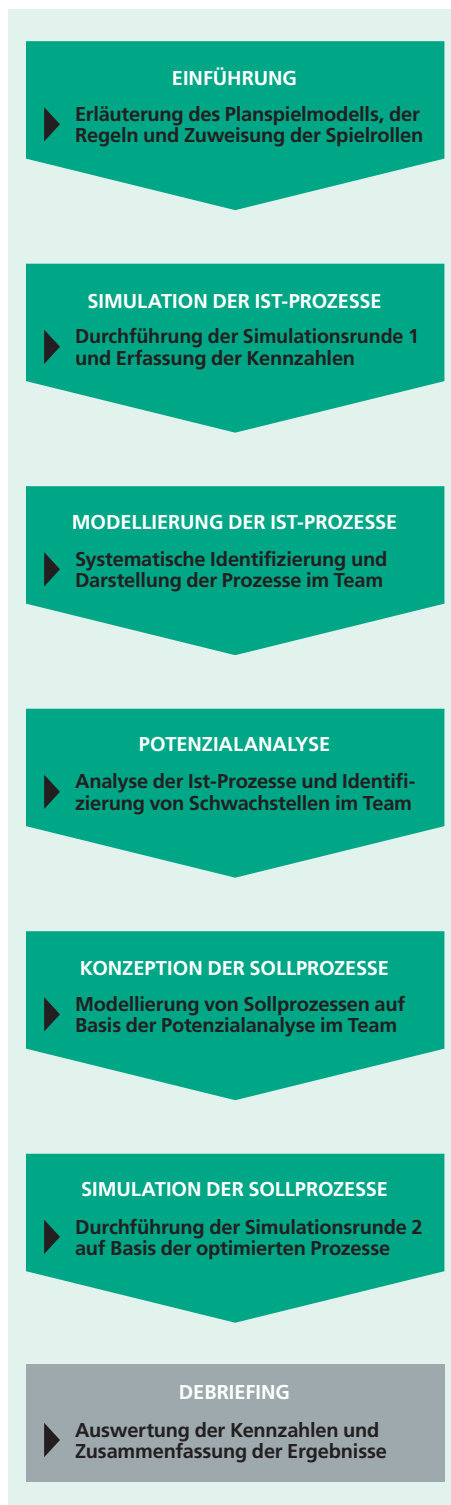 EINFÜHRUNG
Erläuterung des Planspielmodells, der
Regeln und Zuweisung der Spielrollen
SIMULATION DER IST-PROZESSE
Durchführung der Simulationsrunde 1
und Erfassung der Kennzahlen
MODELLIERUNG DER IST-PROZESSE
Systematische Identifizierung und
Darstellung der Prozesse im Team
POTENZIALANALYSE
Analyse der Ist-Prozesse und Identifi-
zierung von Schwachstellen im Team
KONZEPTION DER SOLLPROZESSE
Modellierung von Sollprozessen auf
Basis der Potenzialanalyse im Team
SIMULATION DER SOLLPROZESSE
Durchführung der Simulationsrunde 2
auf Basis der optimierten Prozesse
DEBRIEFING
Auswertung der Kennzahlen und
Zusammenfassung der Ergebnisse